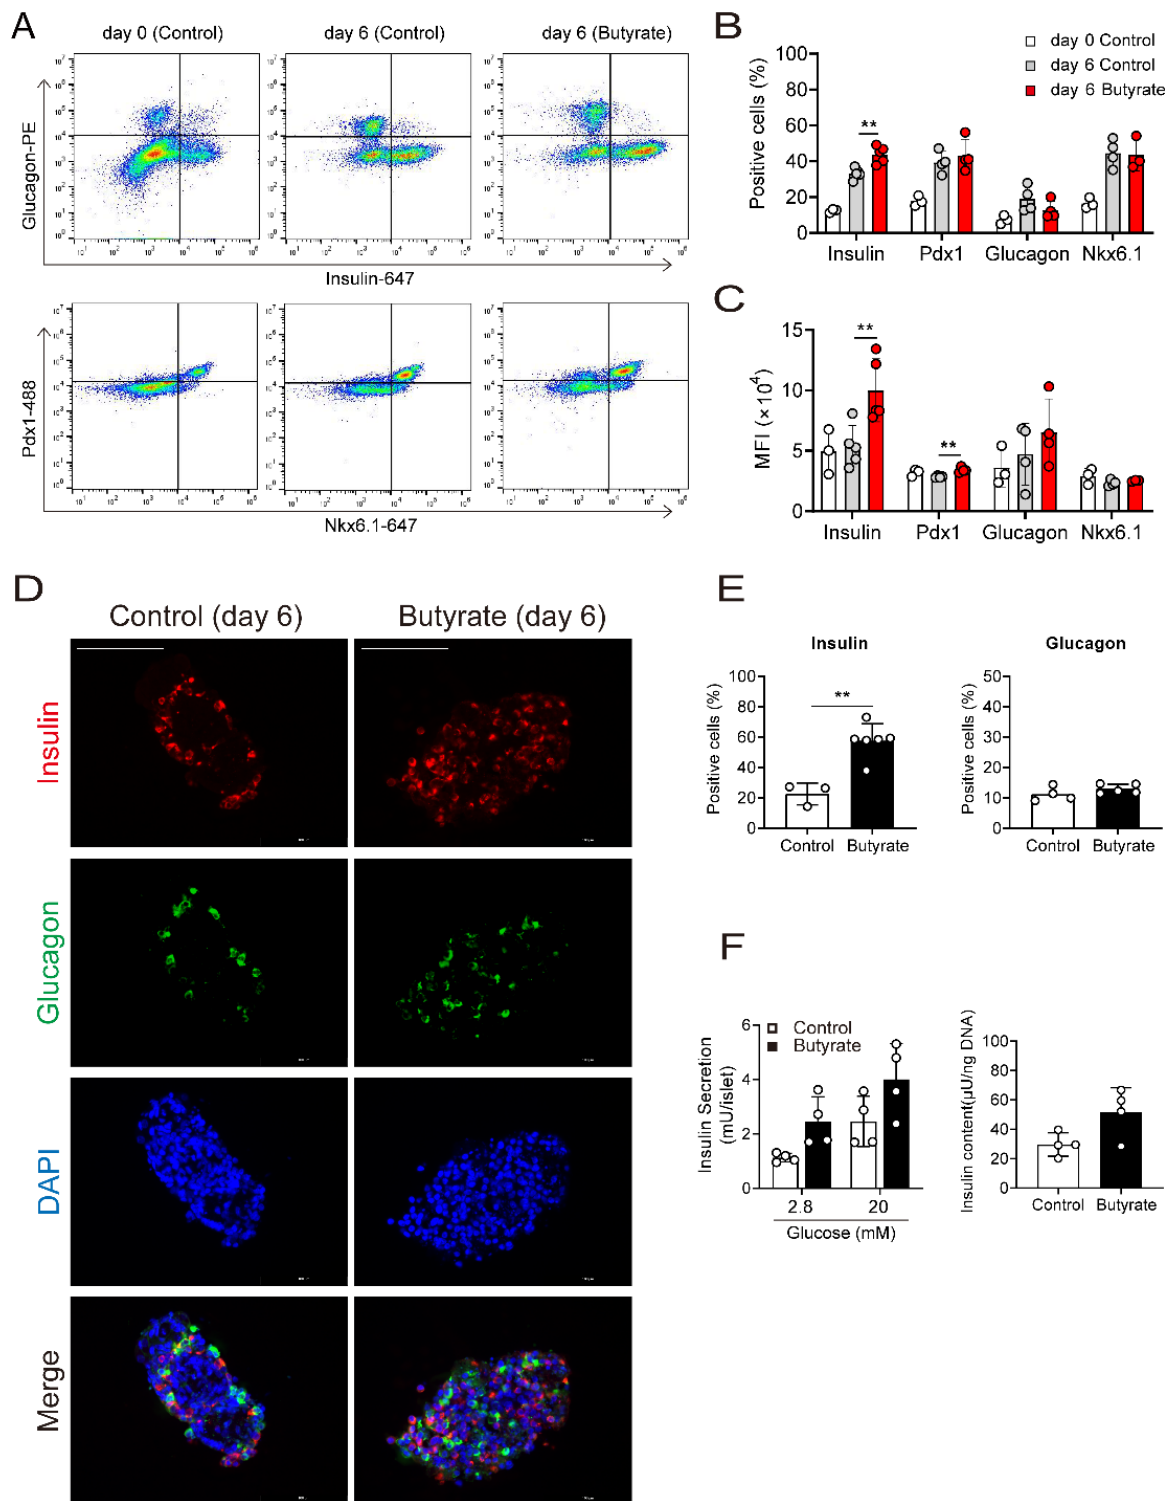 A
day 0 (Control)
day 6 (Control)
day 6 (Butyrate)
Glucagon-PE
Insulin-647
Pdx1-488
Nkx6.1-647
B
day 0 Control
day 6 Control
day 6 Butyrate
Positive cells (%)
100
80
60
40
20
0
**
Insulin
Pdx1
Glucagon
Nkx6.1
C
MFI (×10⁴)
15
10
5
0
**
**
Insulin
Pdx1
Glucagon
Nkx6.1
D
Control (day 6)
Butyrate (day 6)
Insulin
Glucagon
DAPI
Merge
E
Insulin
Positive cells (%)
100
80
60
40
20
0
**
Control
Butyrate
Glucagon
Positive cells (%)
50
40
30
20
10
0
Control
Butyrate
F
Insulin Secretion
(mU/islet)
6
4
2
0
Control
Butyrate
2.8
20
Glucose (mM)
Insulin content(µU/ng DNA)
100
80
60
40
20
0
Control
Butyrate